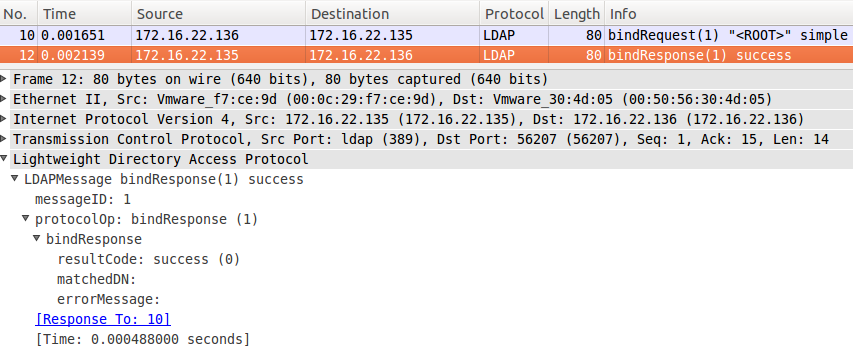 No. Time Source Destination Protocol Length Info
10 0.001651 172.16.22.136 172.16.22.135 LDAP 80 bindRequest(1) "<ROOT>" simple
12 0.002139 172.16.22.135 172.16.22.136 LDAP 80 bindResponse(1) success
Frame 12: 80 bytes on wire (640 bits), 80 bytes captured (640 bits)
Ethernet II, Src: Vmware_f7:ce:9d (00:0c:29:f7:ce:9d), Dst: Vmware_30:4d:05 (00:50:56:30:4d:05)
Internet Protocol Version 4, Src: 172.16.22.135 (172.16.22.135), Dst: 172.16.22.136 (172.16.22.136)
Transmission Control Protocol, Src Port: ldap (389), Dst Port: 56207 (56207), Seq: 1, Ack: 15, Len: 14
Lightweight Directory Access Protocol
LDAPMessage bindResponse(1) success
messageID: 1
protocolOp: bindResponse (1)
bindResponse
resultCode: success (0)
matchedDN:
errorMessage:
[Response To: 10]
[Time: 0.000488000 seconds]